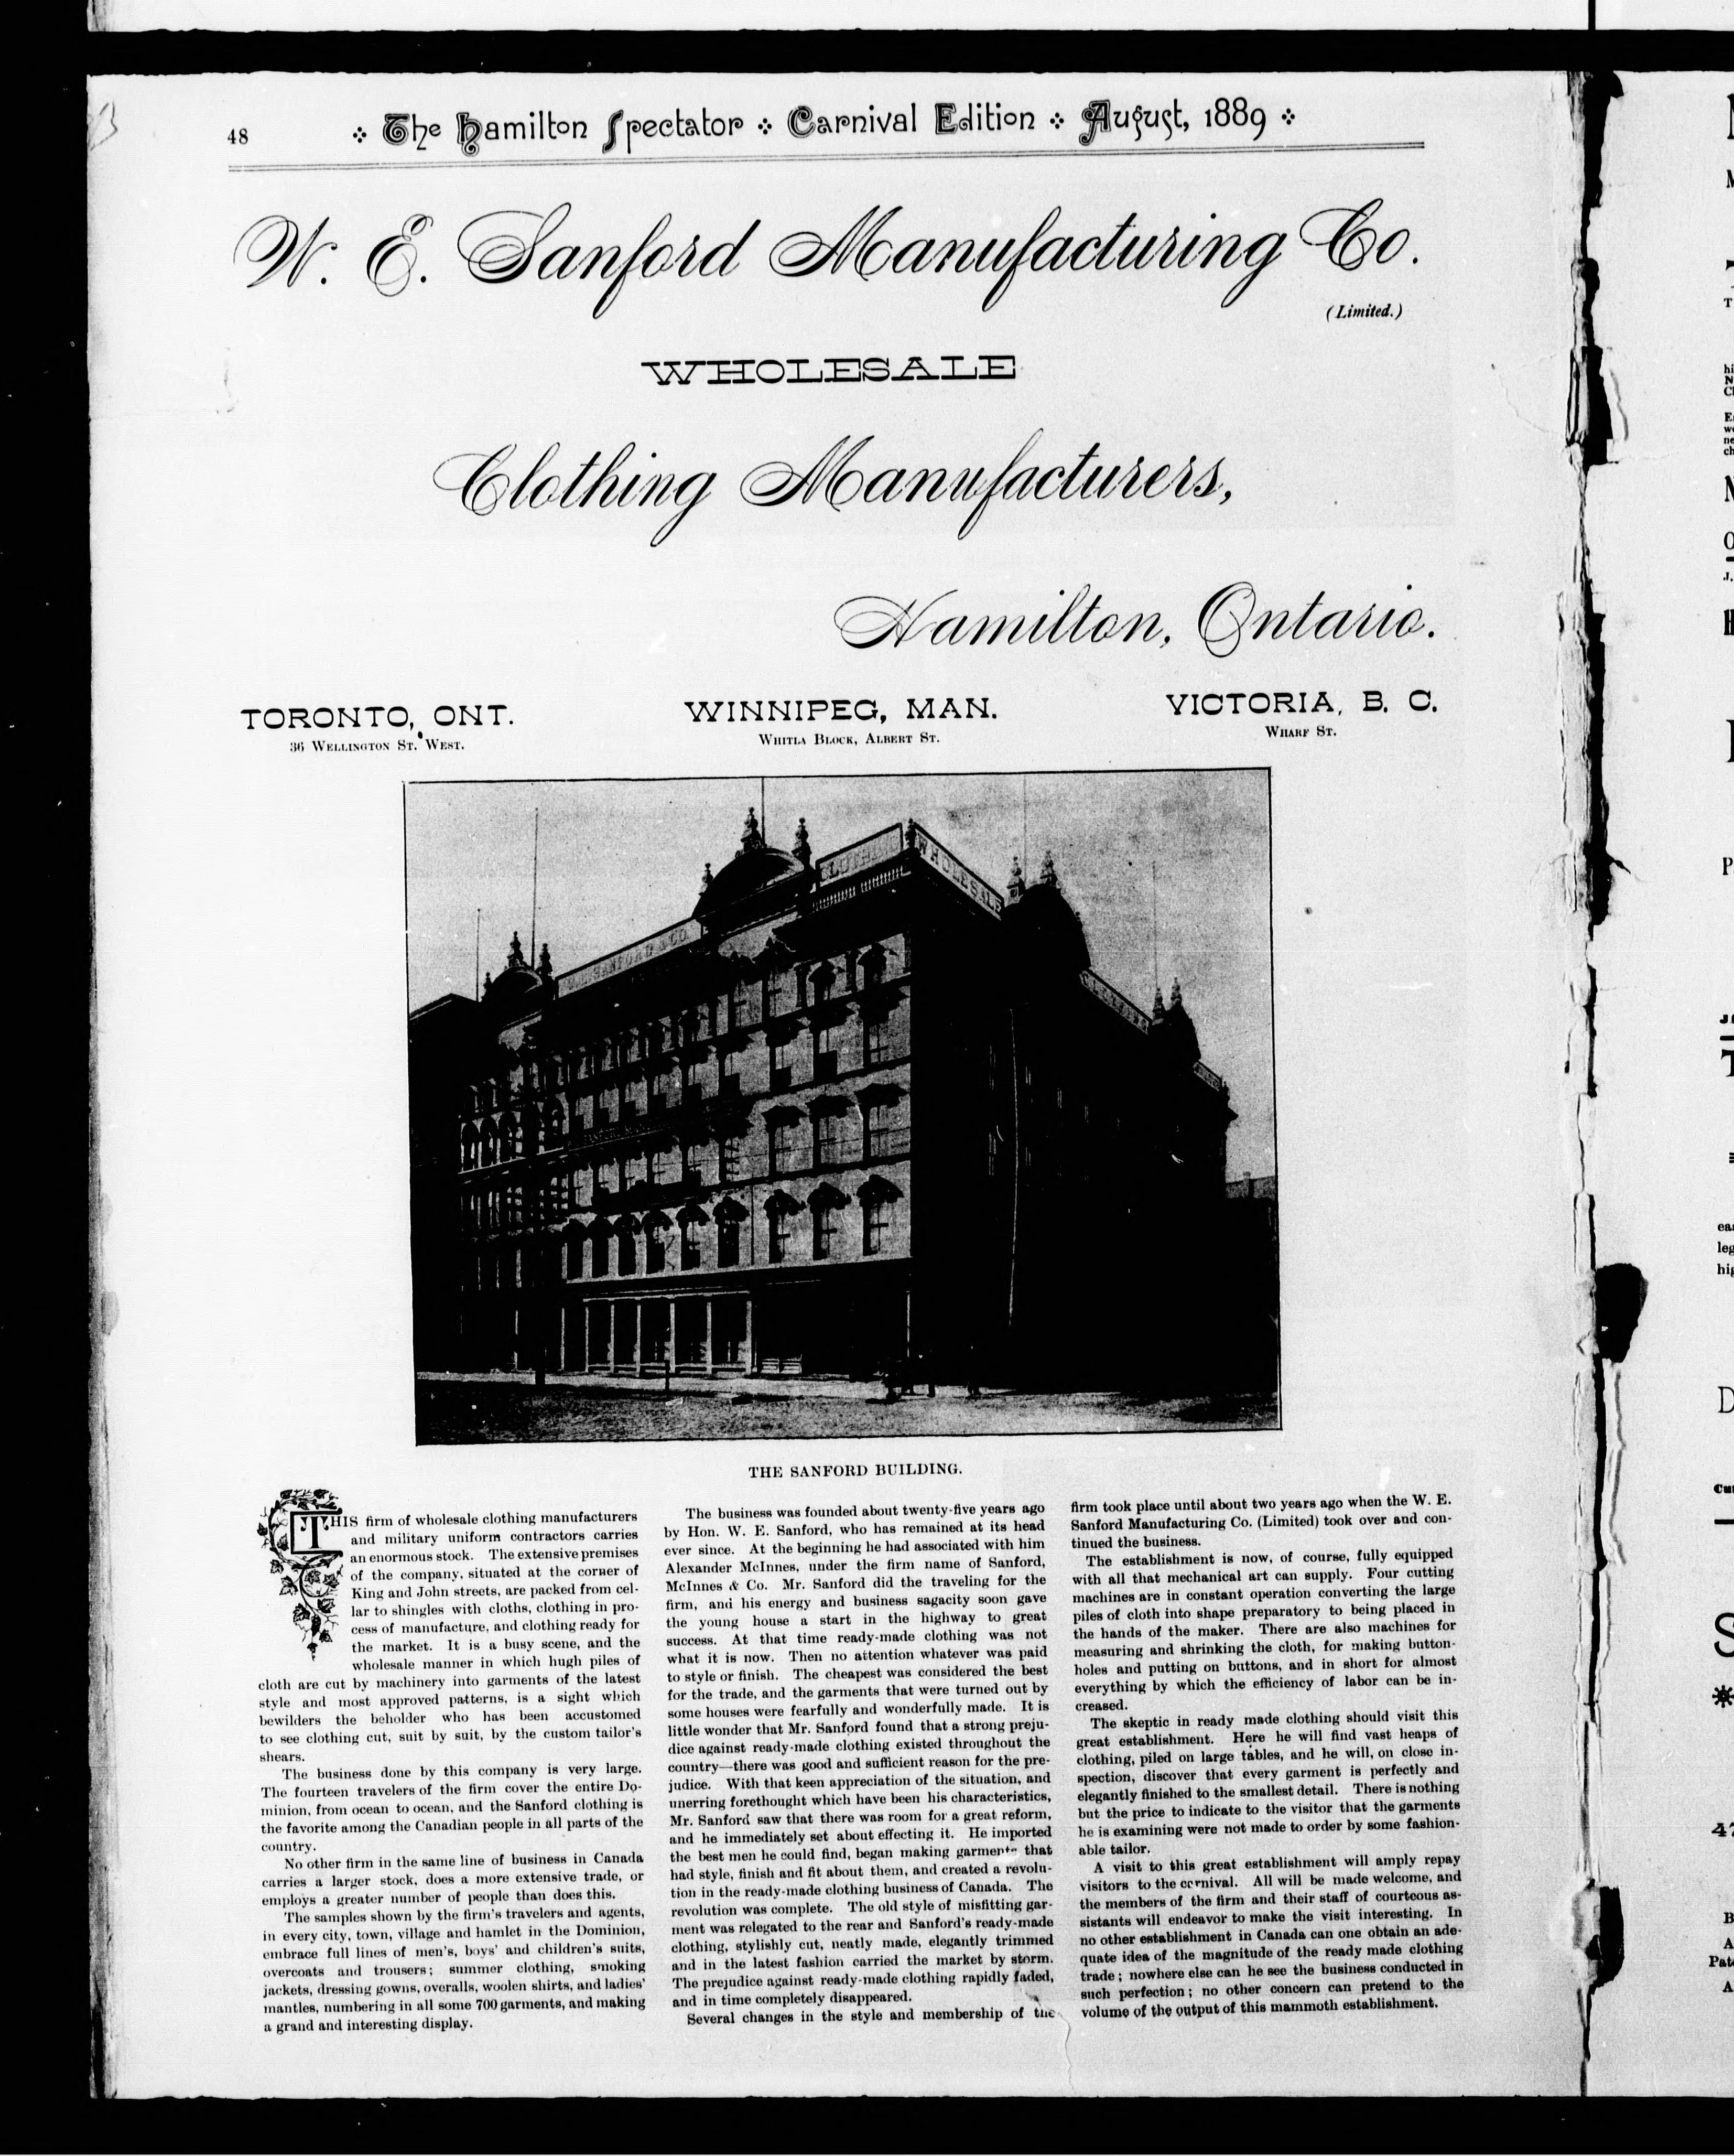 48
The Hamilton Spectator Carnival Edition August, 1889
W. E. Sanford Manufacturing Co.
(Limited.)
WHOLESALE
Clothing Manufacturers,
Hamilton, Ontario.
TORONTO, ONT.
36 Wellington St. West.
WINNIPEG, MAN.
Whitla Block, Albert St.
VICTORIA, B. C.
Wharf St.
SANFORD & CO.
CLOTHING
WHOLESALE
CLOTHING
THE SANFORD BUILDING.
THIS firm of wholesale clothing manufacturers
and military uniform contractors carries
an enormous stock. The extensive premises
of the company, situated at the corner of
King and John streets, are packed from cel-
lar to shingles with cloths, clothing in pro-
cess of manufacture, and clothing ready for
the market. It is a busy scene, and the
wholesale manner in which hugh piles of
cloth are cut by machinery into garments of the latest
style and most approved patterns, is a sight which
bewilders the beholder who has been accustomed
to see clothing cut, suit by suit, by the custom tailor's
shears.
The business done by this company is very large.
The fourteen travelers of the firm cover the entire Do-
minion, from ocean to ocean, and the Sanford clothing is
the favorite among the Canadian people in all parts of the
country.
No other firm in the same line of business in Canada
carries a larger stock, does a more extensive trade, or
employs a greater number of people than does this.
The samples shown by the firm's travelers and agents,
in every city, town, village and hamlet in the Dominion,
embrace full lines of men's, boys' and children's suits,
overcoats and trousers; summer clothing, smoking
jackets, dressing gowns, overalls, woolen shirts, and ladies'
mantles, numbering in all some 700 garments, and making
a grand and interesting display.
The business was founded about twenty-five years ago
by Hon. W. E. Sanford, who has remained at its head
ever since. At the beginning he had associated with him
Alexander McInnes, under the firm name of Sanford,
McInnes & Co. Mr. Sanford did the traveling for the
firm, and his energy and business sagacity soon gave
the young house a start in the highway to great
success. At that time ready-made clothing was not
what it is now. Then no attention whatever was paid
to style or finish. The cheapest was considered the best
for the trade, and the garments that were turned out by
some houses were fearfully and wonderfully made. It is
little wonder that Mr. Sanford found that a strong preju-
dice against ready-made clothing existed throughout the
country—there was good and sufficient reason for the pre-
judice. With that keen appreciation of the situation, and
unerring forethought which have been his characteristics,
Mr. Sanford saw that there was room for a great reform,
and he immediately set about effecting it. He imported
the best men he could find, began making garments that
had style, finish and fit about them, and created a revolu-
tion in the ready-made clothing business of Canada. The
revolution was complete. The old style of misfitting gar-
ment was relegated to the rear and Sanford's ready-made
clothing, stylishly cut, neatly made, elegantly trimmed
and in the latest fashion carried the market by storm.
The prejudice against ready-made clothing rapidly faded,
and in time completely disappeared.
Several changes in the style and membership of the
firm took place until about two years ago when the W. E.
Sanford Manufacturing Co. (Limited) took over and con-
tinued the business.
The establishment is now, of course, fully equipped
with all that mechanical art can supply. Four cutting
machines are in constant operation converting the large
piles of cloth into shape preparatory to being placed in
the hands of the maker. There are also machines for
measuring and shrinking the cloth, for making button-
holes and putting on buttons, and in short for almost
everything by which the efficiency of labor can be in-
creased.
The skeptic in ready made clothing should visit this
great establishment. Here he will find vast heaps of
clothing, piled on large tables, and he will, on close in-
spection, discover that every garment is perfectly and
elegantly finished to the smallest detail. There is nothing
but the price to indicate to the visitor that the garments
he is examining were not made to order by some fashion-
able tailor.
A visit to this great establishment will amply repay
visitors to the carnival. All will be made welcome, and
the members of the firm and their staff of courteous as-
sistants will endeavor to make the visit interesting. In
no other establishment in Canada can one obtain an ade-
quate idea of the magnitude of the ready made clothing
trade; nowhere else can he see the business conducted in
such perfection; no other concern can pretend to the
volume of the output of this mammoth establishment.